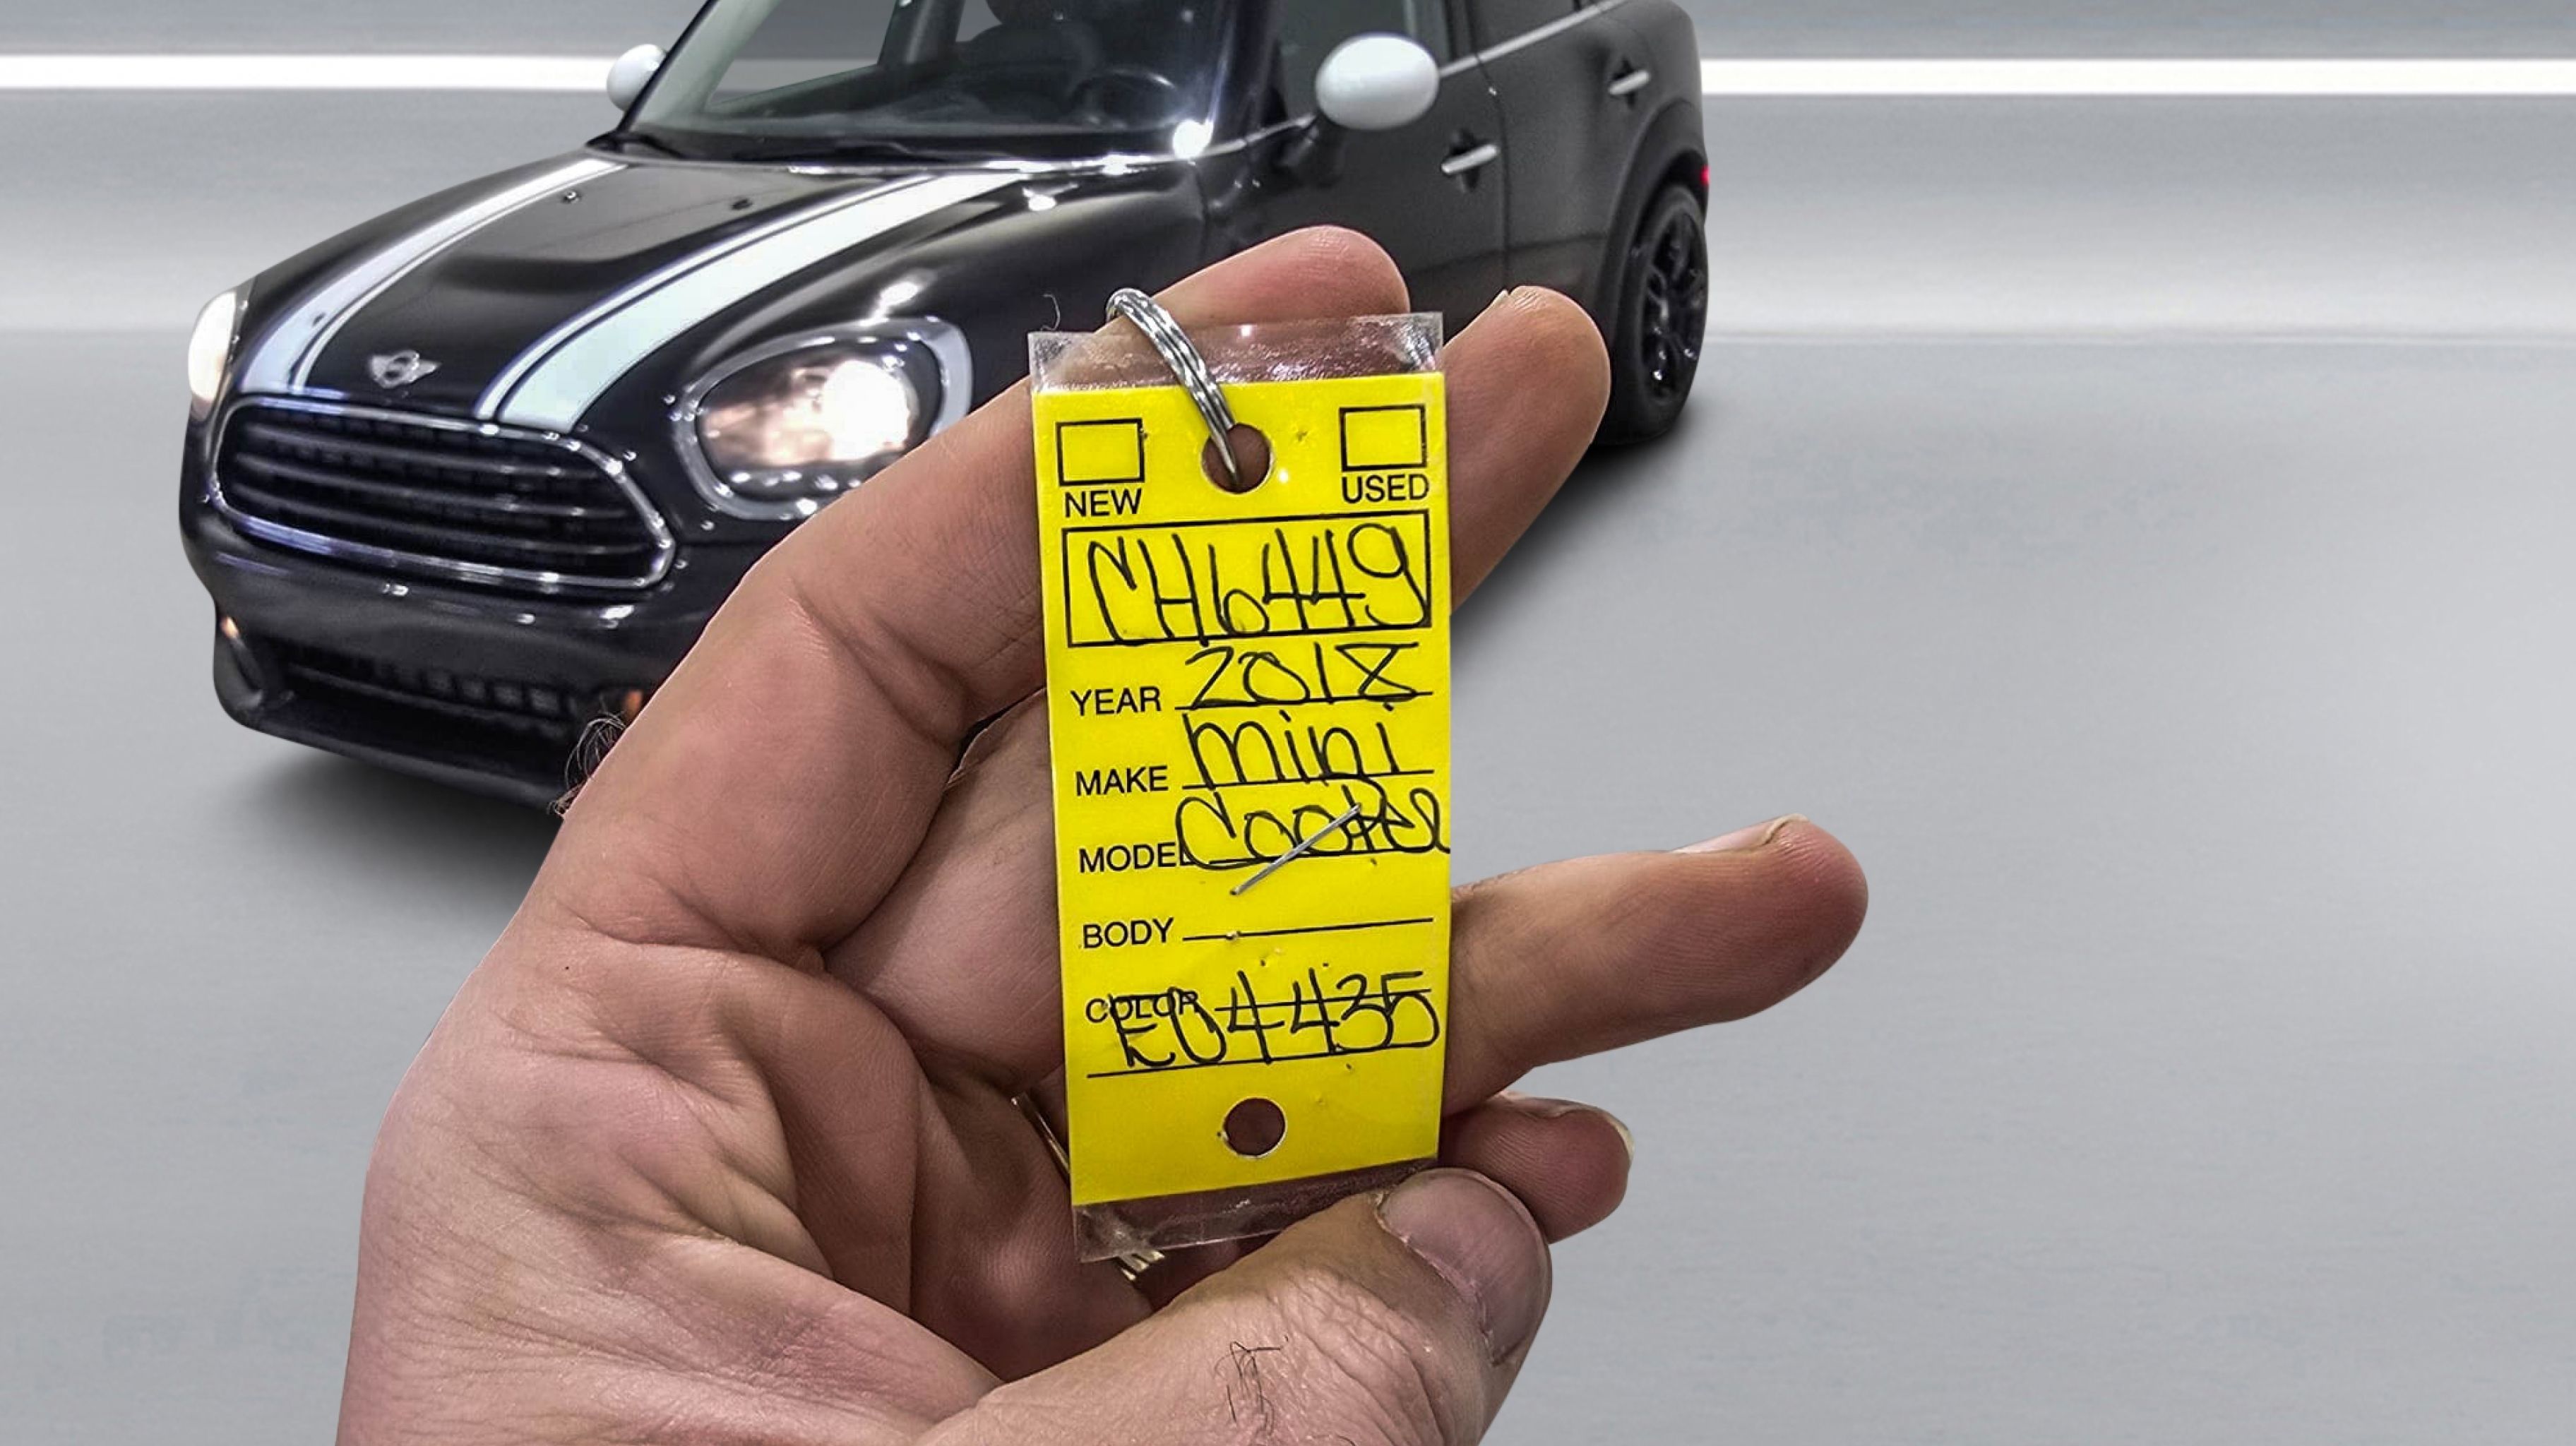 NEW USED
CH6449
YEAR 2018
MAKE mini
MODEL Cooper
BODY
COLOR
E04435